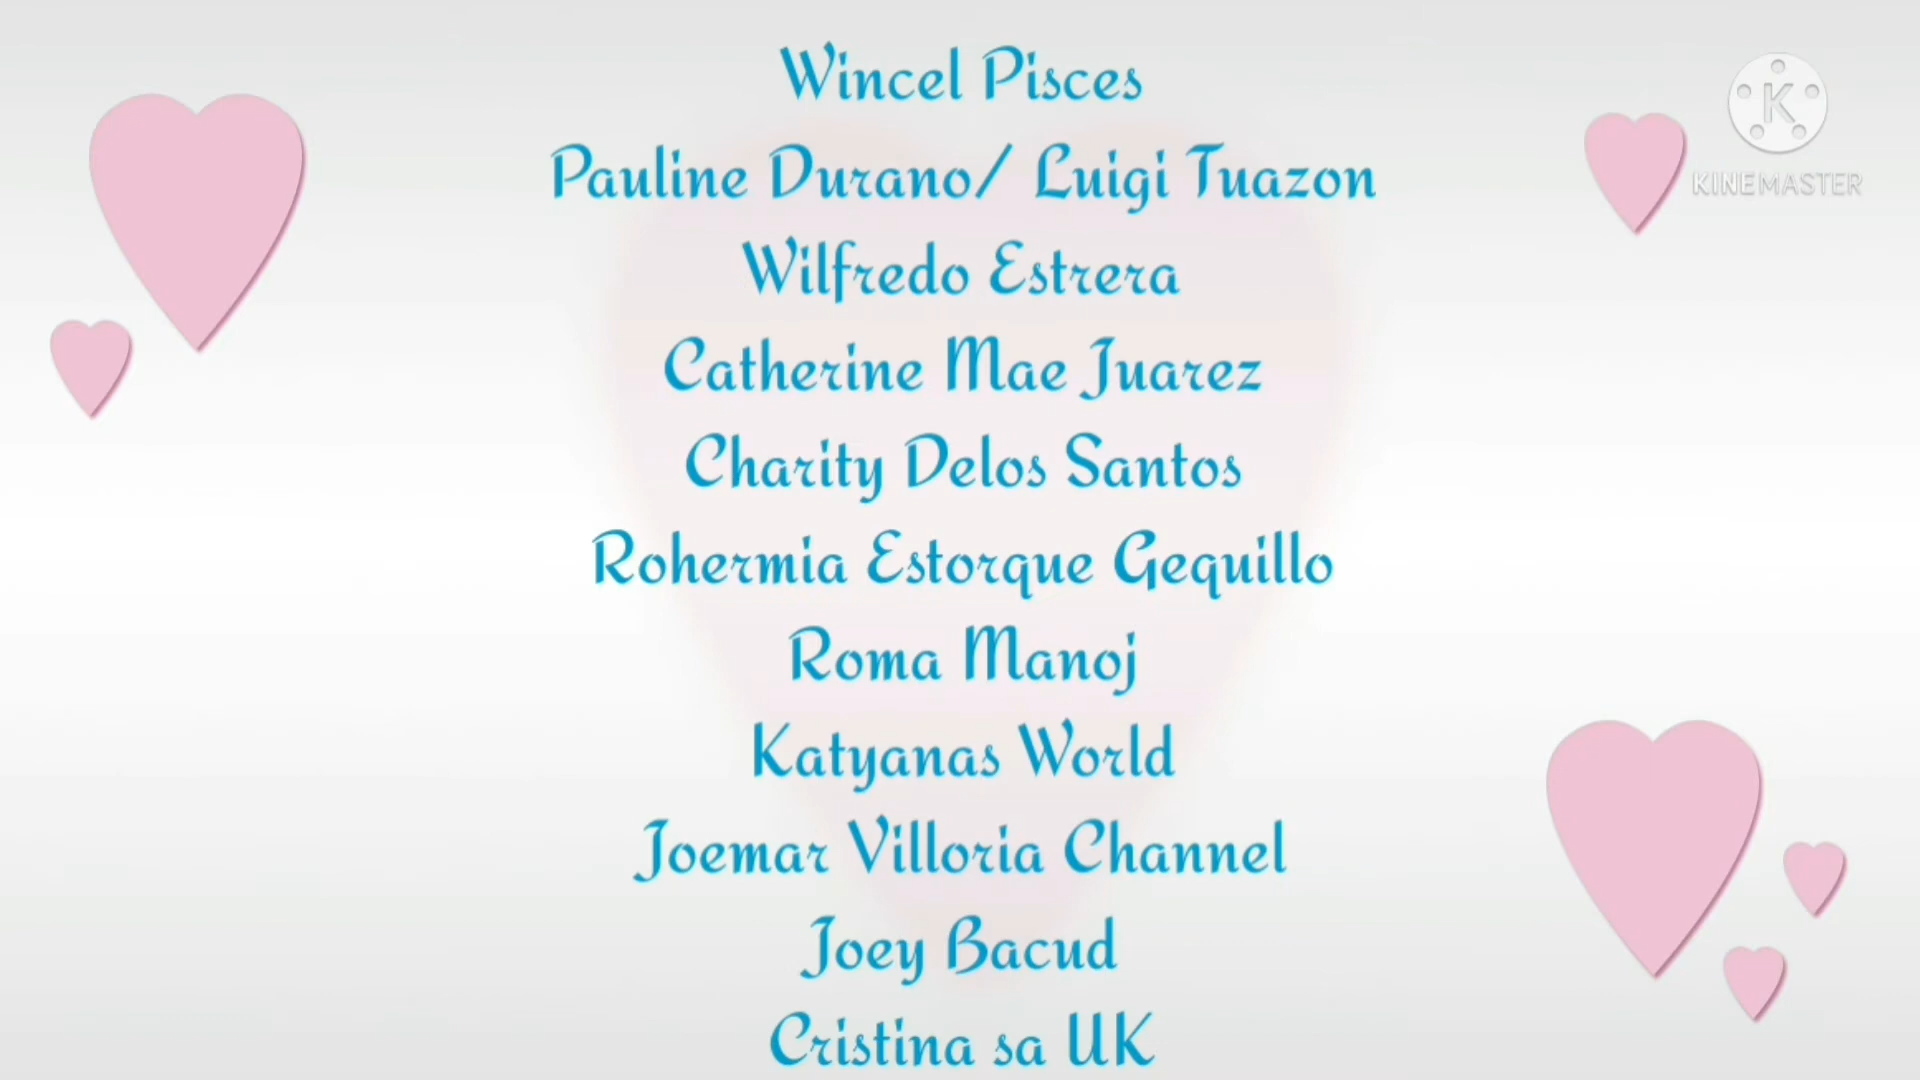 Wincel Pisces
Pauline Durano/ Luigi Tuazon
Wilfredo Estrera
Catherine Mae Juarez
Charity Delos Santos
Rohermia Estorque Gequillo
Roma Manoj
Katyanas World
Joemar Villoria Channel
Joey Bacud
Cristina sa UK
K
KINEMASTER